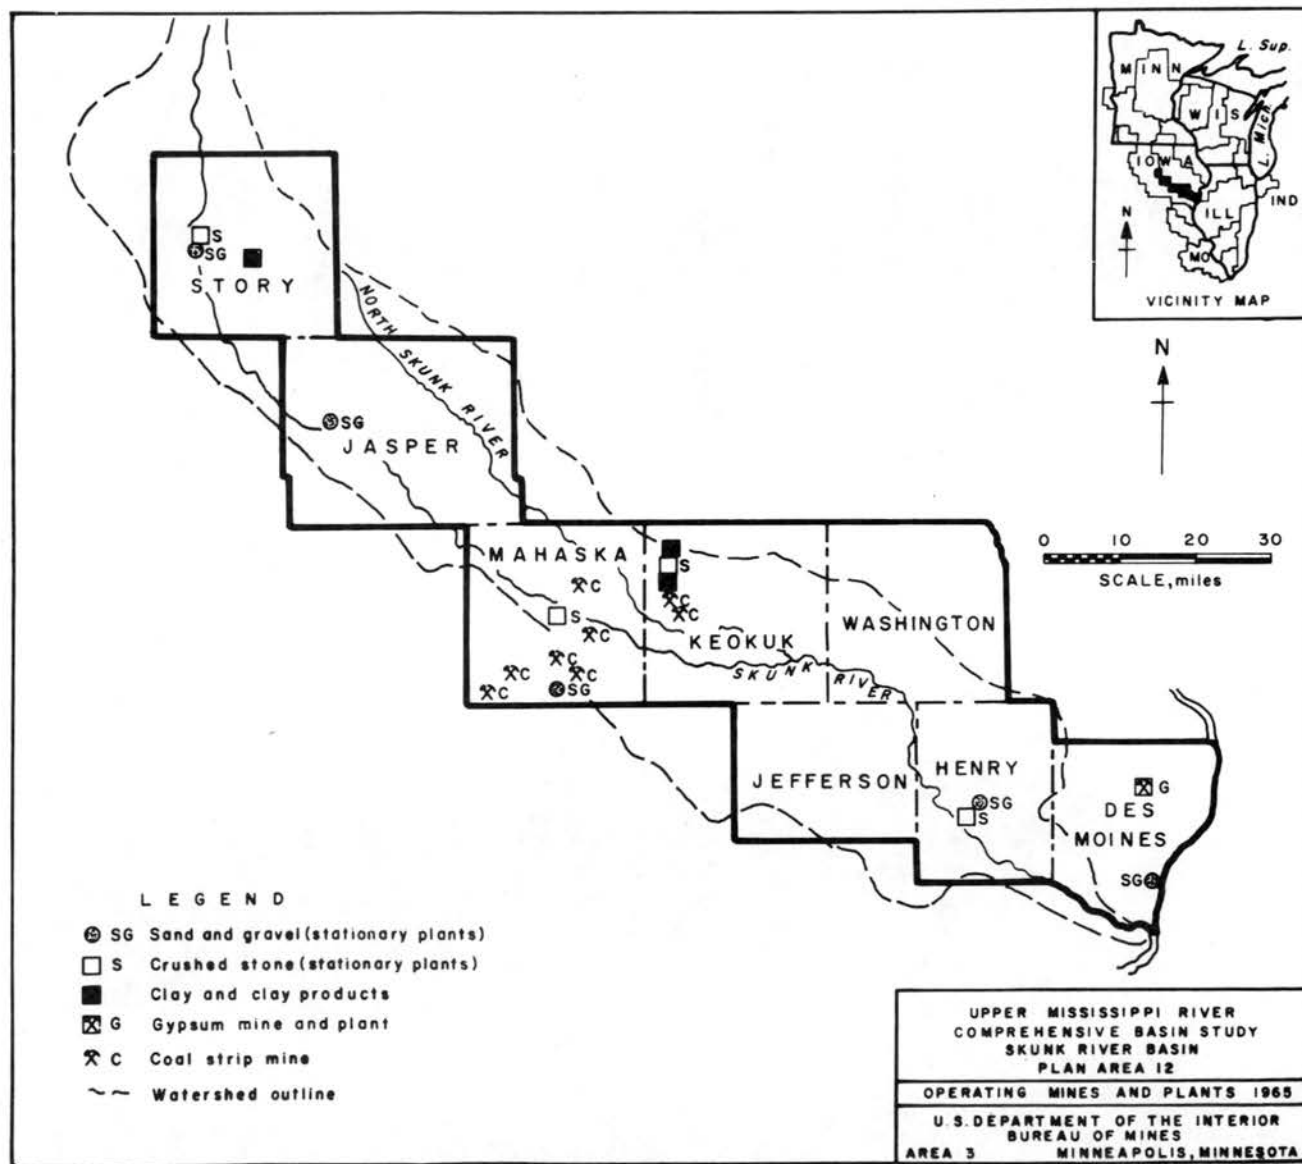 L. Sup.
MINN
WIS
L. Mich.
IOWA
IND
ILL
N
MO
VICINITY MAP
S
SG
STORY
NORTH SKUNK RIVER
N
SG
JASPER
0 10 20 30
SCALE, miles
MAHASKA
S
C
C
C
S
C
KEOKUK
WASHINGTON
C
C
C
C
SG
SKUNK RIVER
JEFFERSON
HENRY
SG
S
G
DES
MOINES
SG
LEGEND
SG Sand and gravel (stationary plants)
S Crushed stone (stationary plants)
Clay and clay products
G Gypsum mine and plant
C Coal strip mine
Watershed outline
UPPER MISSISSIPPI RIVER
COMPREHENSIVE BASIN STUDY
SKUNK RIVER BASIN
PLAN AREA 12
OPERATING MINES AND PLANTS 1965
U.S. DEPARTMENT OF THE INTERIOR
BUREAU OF MINES
AREA 3 MINNEAPOLIS, MINNESOTA